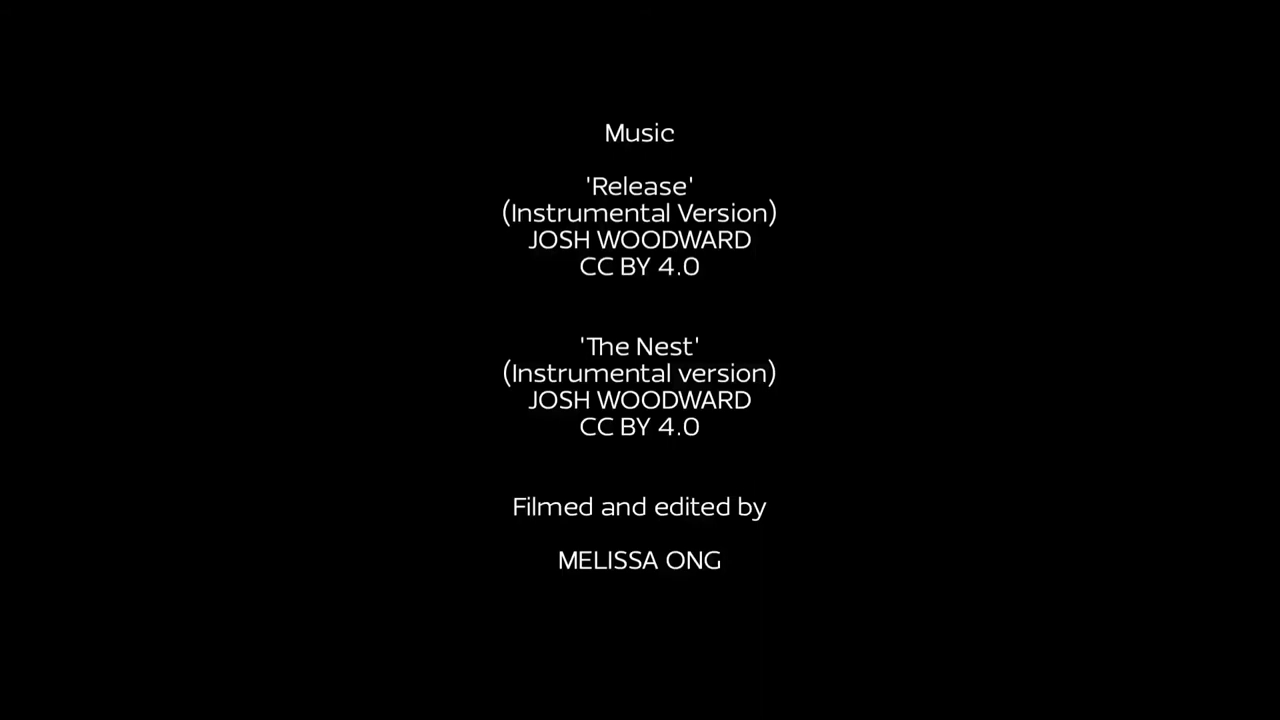 Music
'Release'
(Instrumental Version)
JOSH WOODWARD
CC BY 4.0
'The Nest'
(Instrumental version)
JOSH WOODWARD
CC BY 4.0
Filmed and edited by
MELISSA ONG